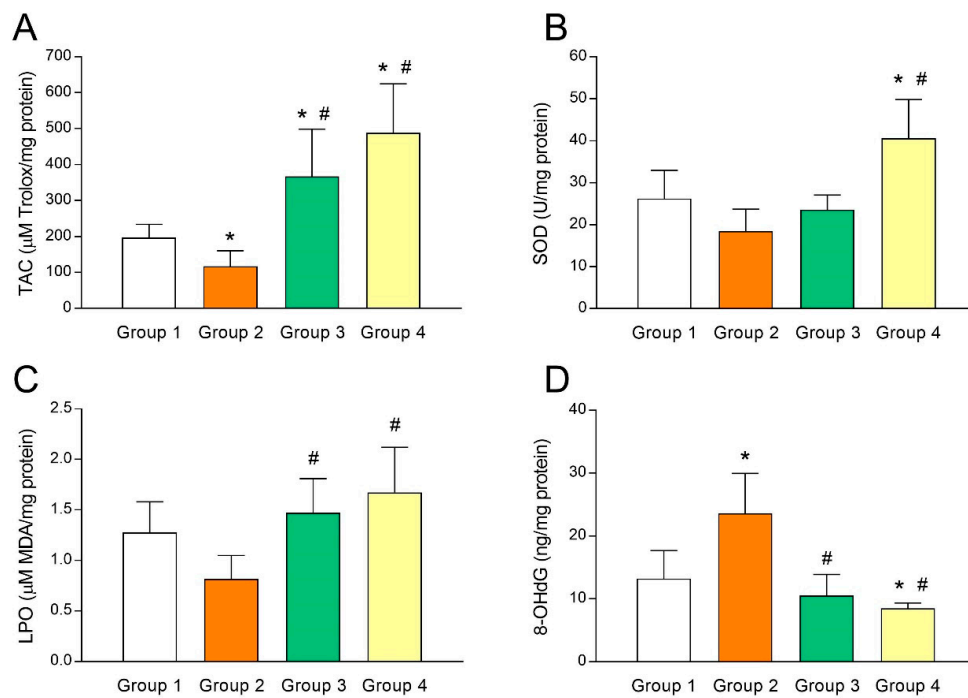 A
TAC (µM Trolox/mg protein)
700
600
500
400
300
200
100
0
*
* #
* #
Group 1 Group 2 Group 3 Group 4
B
SOD (U/mg protein)
60
50
40
30
20
10
0
* #
Group 1 Group 2 Group 3 Group 4
C
LPO (µM MDA/mg protein)
2.5
2.0
1.5
1.0
0.5
0.0
#
#
Group 1 Group 2 Group 3 Group 4
D
8-OHdG (ng/mg protein)
40
30
20
10
0
*
#
* #
Group 1 Group 2 Group 3 Group 4